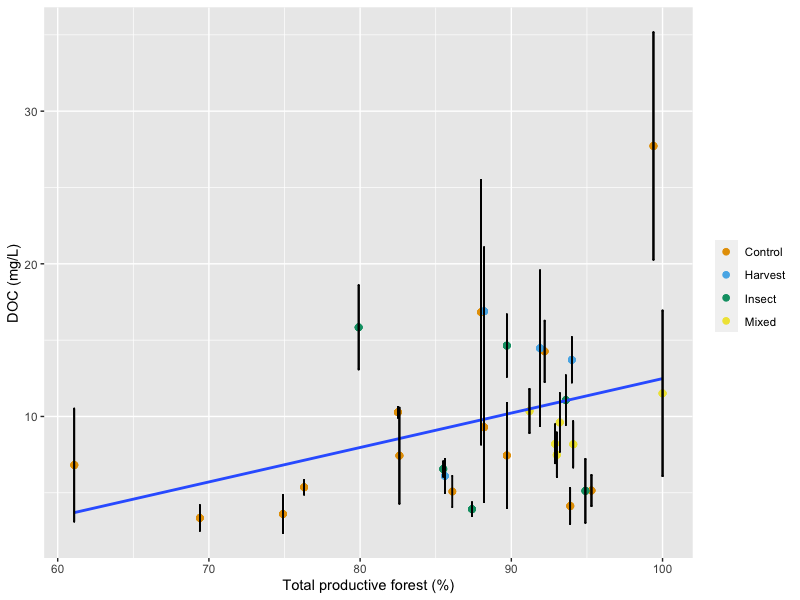 30
20
10
DOC (mg/L)
60
70
80
90
100
Total productive forest (%)
Control
Harvest
Insect
Mixed